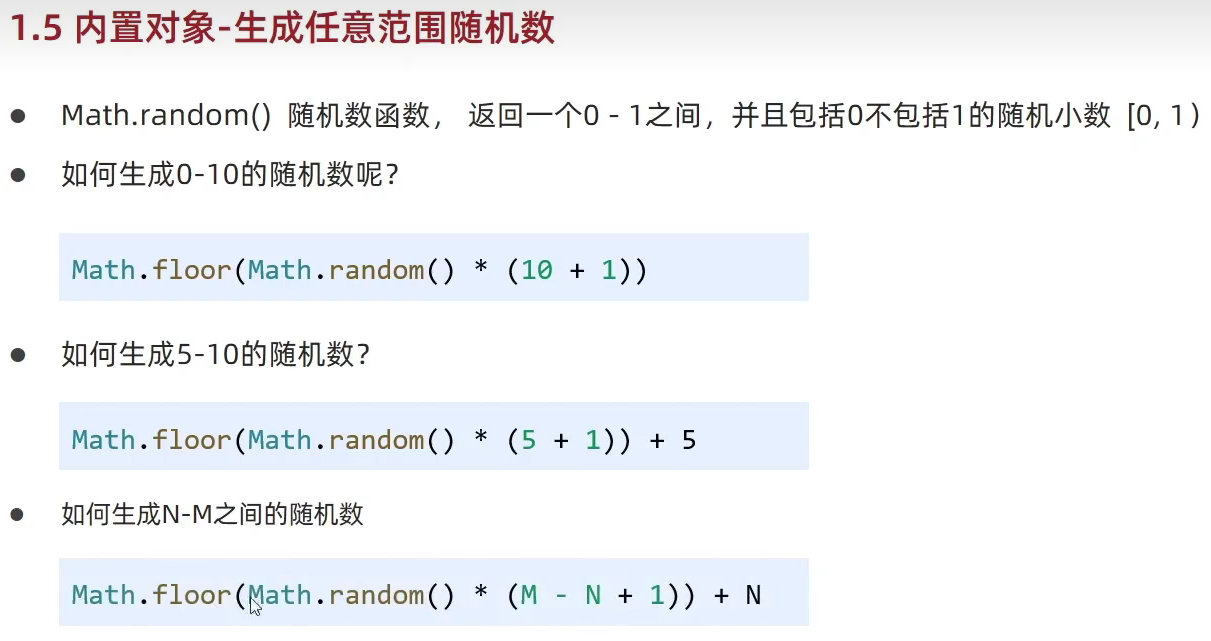 1.5 内置对象-生成任意范围随机数
● Math.random() 随机数函数， 返回一个0 - 1之间，并且包括0不包括1的随机小数 [0, 1）
● 如何生成0-10的随机数呢？
Math.floor(Math.random() * (10 + 1))
● 如何生成5-10的随机数？
Math.floor(Math.random() * (5 + 1)) + 5
● 如何生成N-M之间的随机数
Math.floor(Math.random() * (M - N + 1)) + N